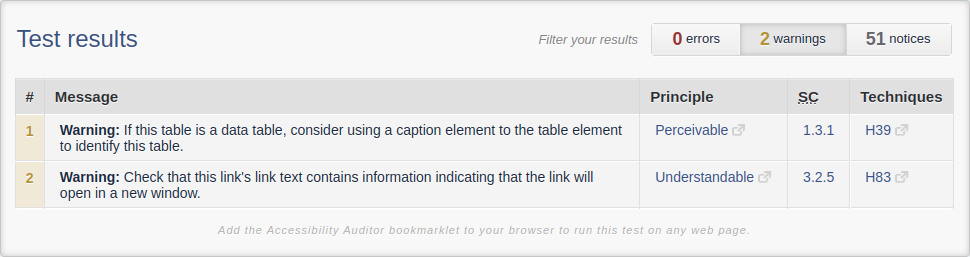 Test results
Filter your results 0 errors 2 warnings 51 notices
# Message Principle SC Techniques
1 Warning: If this table is a data table, consider using a caption element to the table element Perceivable 1.3.1 H39
to identify this table.
2 Warning: Check that this link's link text contains information indicating that the link will Understandable 3.2.5 H83
open in a new window.
Add the Accessibility Auditor bookmarklet to your browser to run this test on any web page.